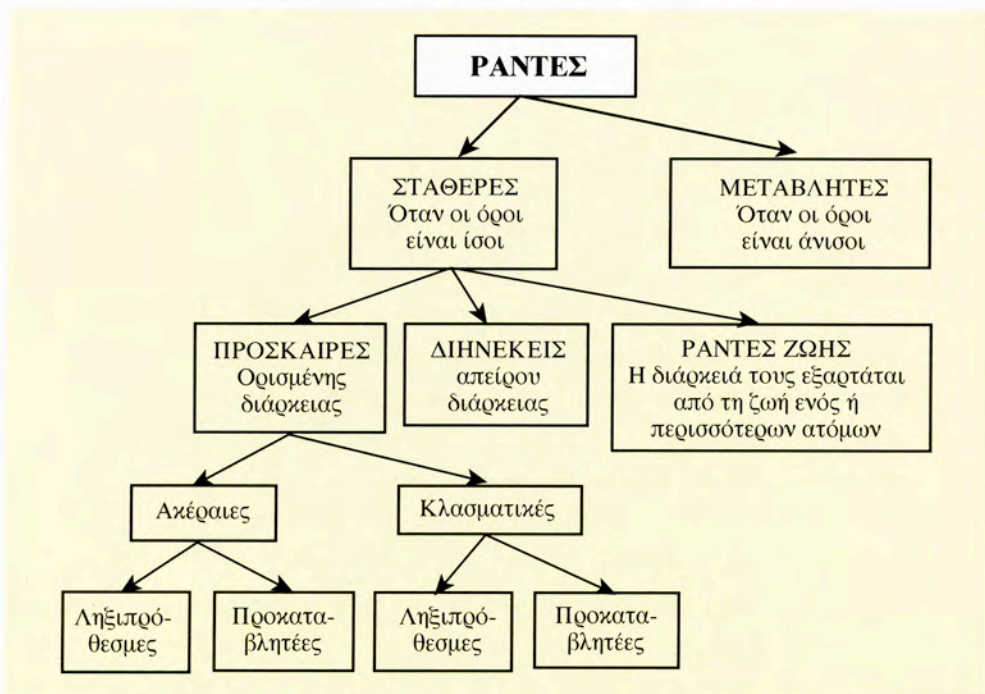 ΡΑΝΤΕΣ
ΣΤΑΘΕΡΕΣ
Όταν οι όροι
είναι ίσοι
ΜΕΤΑΒΛΗΤΕΣ
Όταν οι όροι
είναι άνισοι
ΠΡΟΣΚΑΙΡΕΣ
Ορισμένης
διάρκειας
ΔΙΗΝΕΚΕΙΣ
απείρου
διάρκειας
ΡΑΝΤΕΣ ΖΩΗΣ
Η διάρκειά τους εξαρτάται
από τη ζωή ενός ή
περισσότερων ατόμων
Ακέραιες
Κλασματικές
Ληξιπρό-
θεσμες
Προκατα-
βλητέες
Ληξιπρό-
θεσμες
Προκατα-
βλητέες